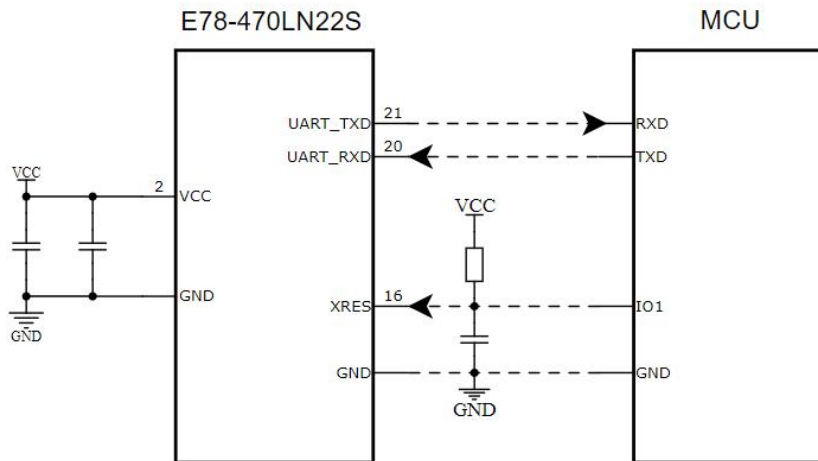 E78-470LN22S MCU
UART_TXD 21 RXD
UART_RXD 20 TXD
VCC 2 VCC VCC
GND XRES 16 IO1
GND GND GND
GND